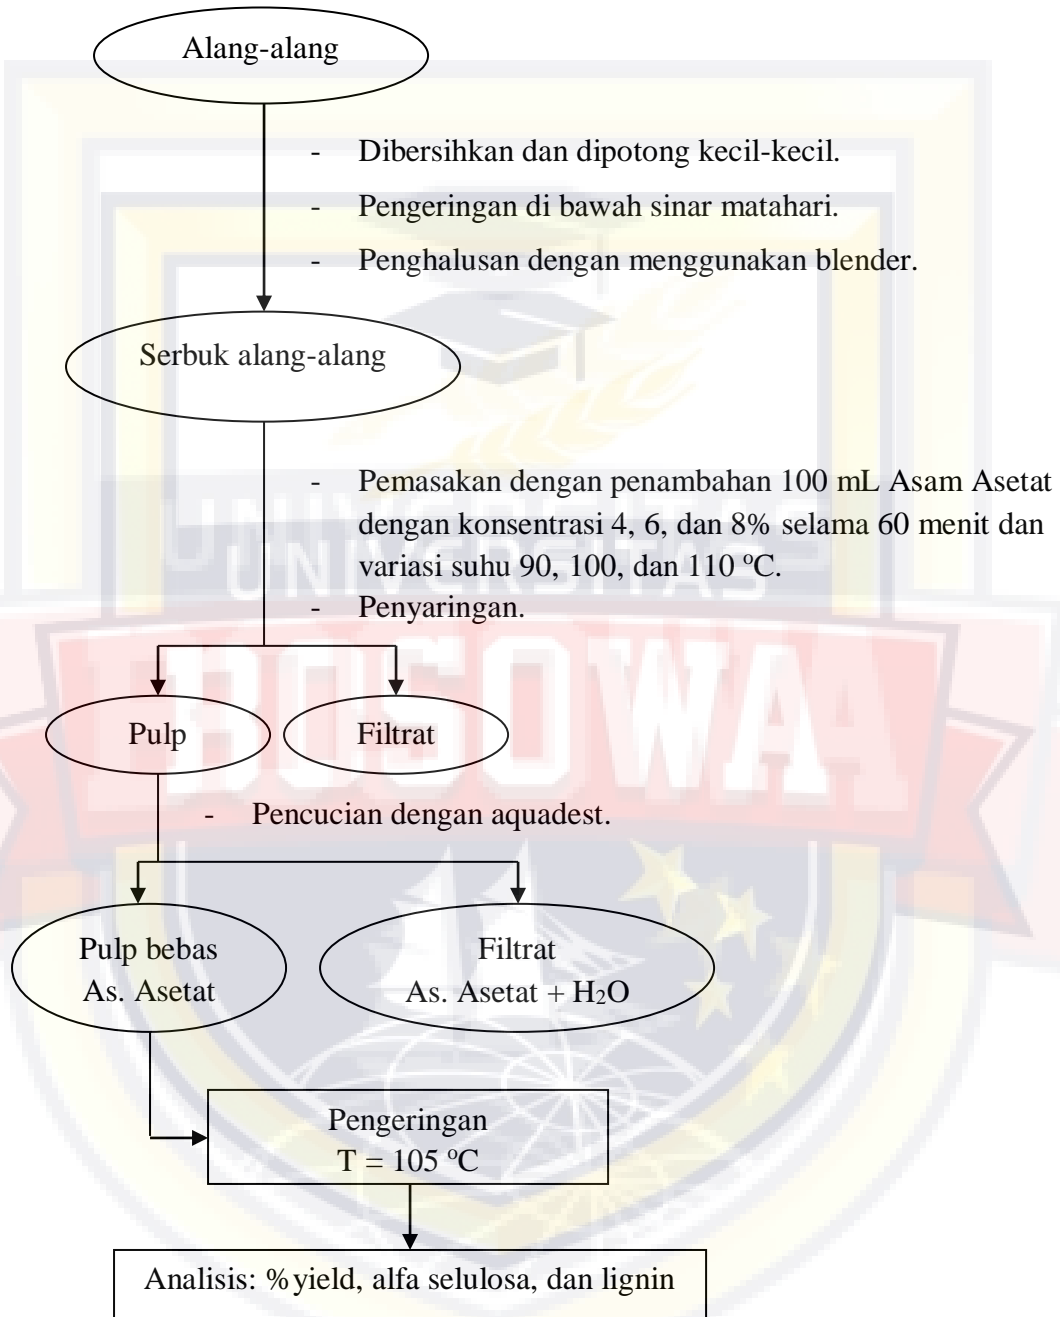 Alang-alang
- Dibersihkan dan dipotong kecil-kecil.
- Pengeringan di bawah sinar matahari.
- Penghalusan dengan menggunakan blender.
Serbuk alang-alang
- Pemasakan dengan penambahan 100 mL Asam Asetat
dengan konsentrasi 4, 6, dan 8% selama 60 menit dan
variasi suhu 90, 100, dan 110 ºC.
- Penyaringan.
UNIVERSITAS
BOSOWA
Pulp
Filtrat
- Pencucian dengan aquadest.
Pulp bebas
As. Asetat
Filtrat
As. Asetat + H₂O
Pengeringan
T = 105 ºC
Analisis: %yield, alfa selulosa, dan lignin